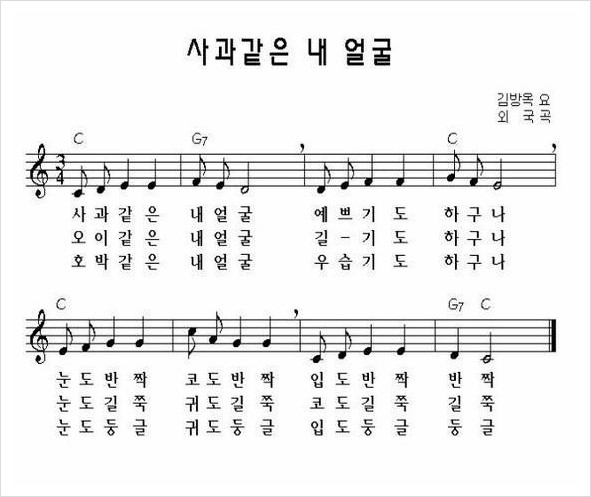 사과같은 내 얼굴
김방옥 요
외 국 곡
C G7 C
3
4
사 과 같 은 내 얼 굴 예 쁘 기 도 하 구 나
오 이 같 은 내 얼 굴 길 - 기 도 하 구 나
호 박 같 은 내 얼 굴 우 습 기 도 하 구 나
C G7 C
눈 도 반 짝 코 도 반 짝 입 도 반 짝 반 짝
눈 도 길 쭉 귀 도 길 쭉 코 도 길 쭉 길 쭉
눈 도 둥 글 귀 도 둥 글 입 도 둥 글 둥 글